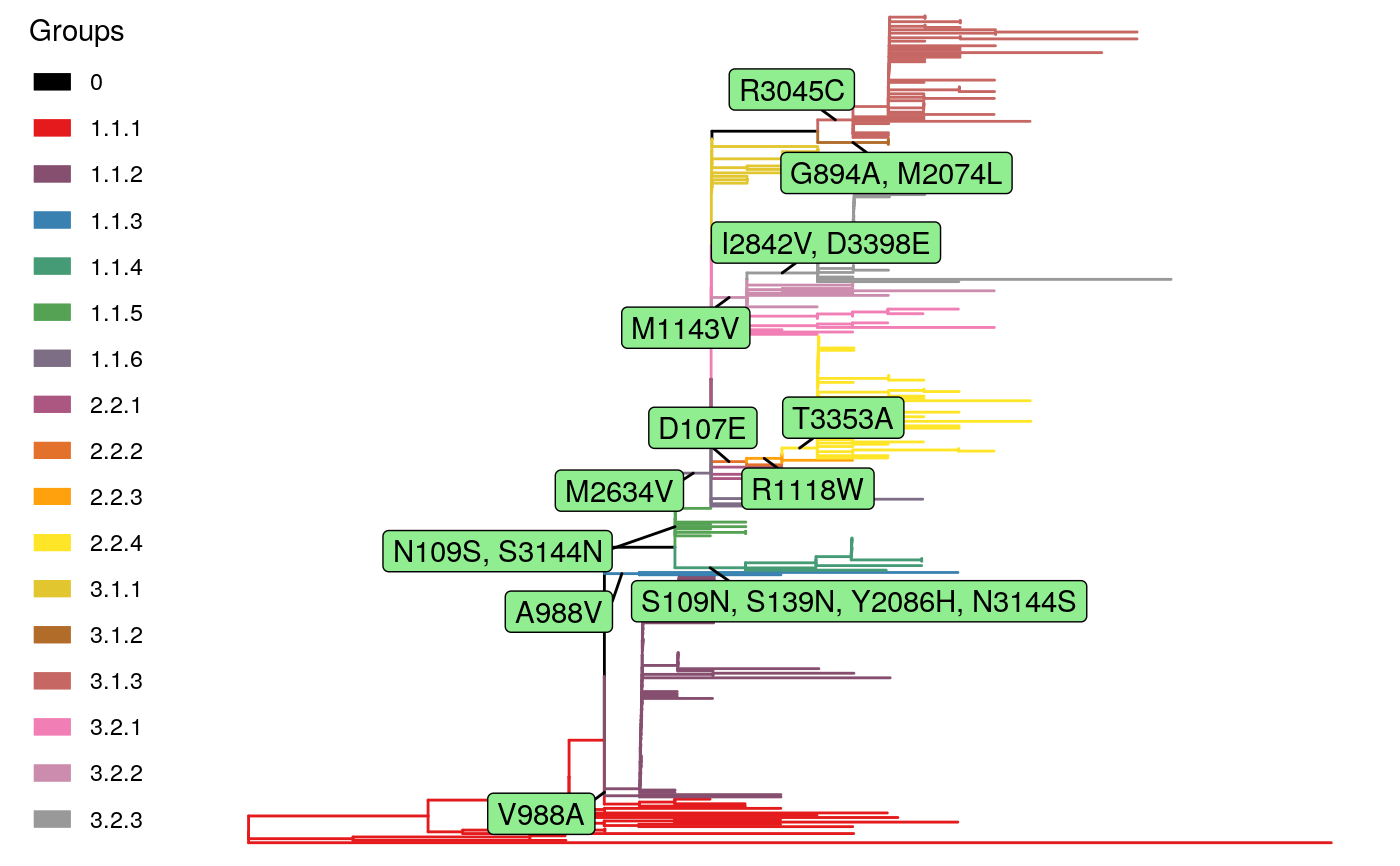 Groups
0
1.1.1
1.1.2
1.1.3
1.1.4
1.1.5
1.1.6
2.2.1
2.2.2
2.2.3
2.2.4
3.1.1
3.1.2
3.1.3
3.2.1
3.2.2
3.2.3
R3045C
G894A, M2074L
I2842V, D3398E
M1143V
T3353A
D107E
R1118W
M2634V
N109S, S3144N
S109N, S139N, Y2086H, N3144S
A988V
V988A